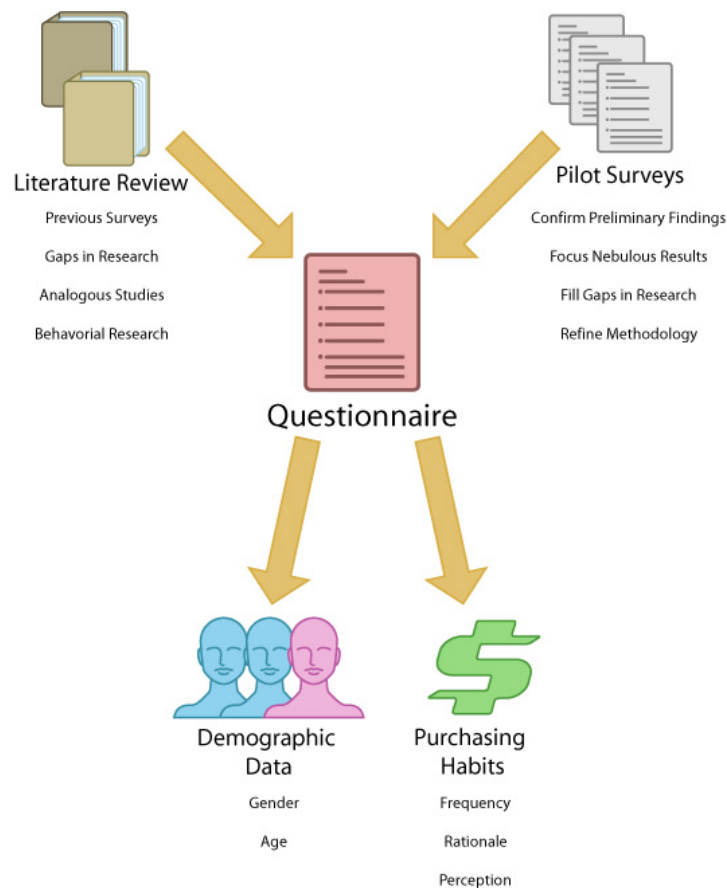 Literature Review
Previous Surveys
Gaps in Research
Analogous Studies
Behavorial Research
Pilot Surveys
Confirm Preliminary Findings
Focus Nebulous Results
Fill Gaps in Research
Refine Methodology
Questionnaire
Demographic
Data
Gender
Age
Purchasing
Habits
Frequency
Rationale
Perception